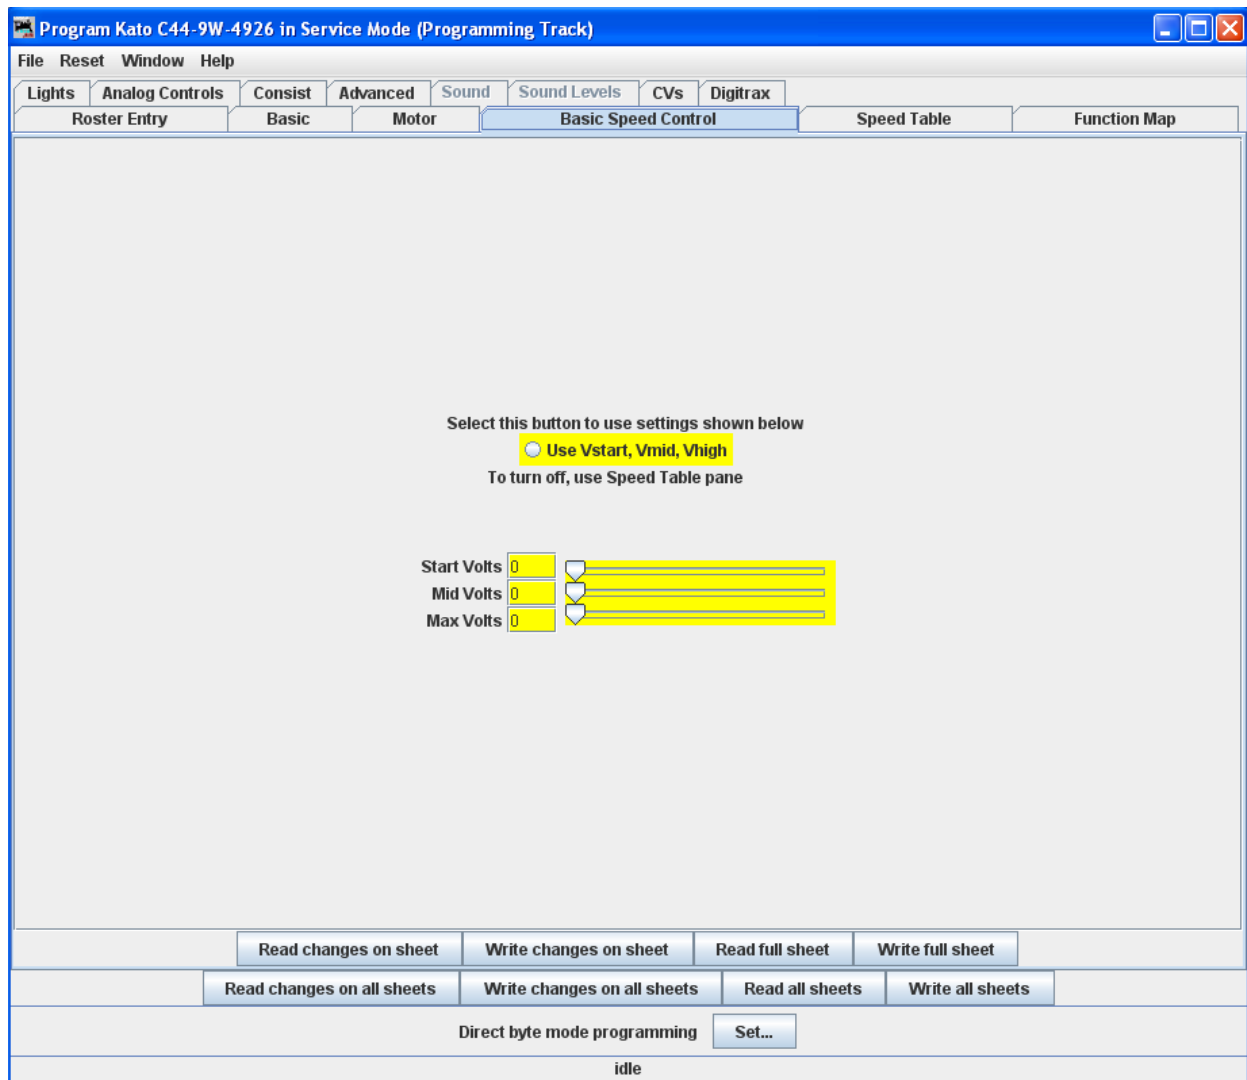 Program Kato C44-9W-4926 in Service Mode (Programming Track)
File Reset Window Help
Lights Analog Controls Consist Advanced Sound Sound Levels CVs Digitrax
Roster Entry Basic Motor Basic Speed Control Speed Table Function Map
Select this button to use settings shown below
Use Vstart, Vmid, Vhigh
To turn off, use Speed Table pane
Start Volts 0
Mid Volts 0
Max Volts 0
Read changes on sheet Write changes on sheet Read full sheet Write full sheet
Read changes on all sheets Write changes on all sheets Read all sheets Write all sheets
Direct byte mode programming Set...
idle